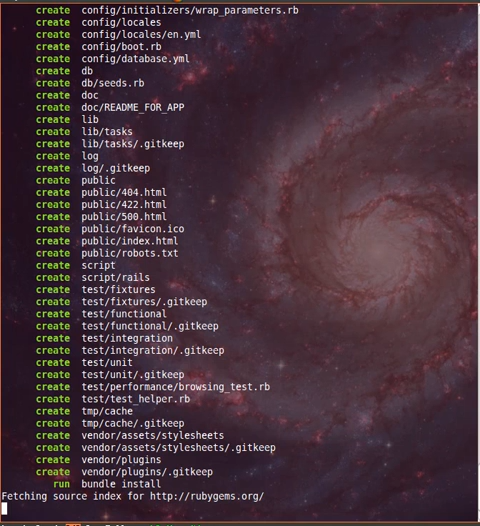 create config/initializers/wrap_parameters.rb
create config/locales
create config/locales/en.yml
create config/boot.rb
create config/database.yml
create db
create db/seeds.rb
create doc
create doc/README_FOR_APP
create lib
create lib/tasks
create lib/tasks/.gitkeep
create log
create log/.gitkeep
create public
create public/404.html
create public/422.html
create public/500.html
create public/favicon.ico
create public/index.html
create public/robots.txt
create script
create script/rails
create test/fixtures
create test/fixtures/.gitkeep
create test/functional
create test/functional/.gitkeep
create test/integration
create test/integration/.gitkeep
create test/unit
create test/unit/.gitkeep
create test/performance/browsing_test.rb
create test/test_helper.rb
create tmp/cache
create tmp/cache/.gitkeep
create vendor/assets/stylesheets
create vendor/assets/stylesheets/.gitkeep
create vendor/plugins
create vendor/plugins/.gitkeep
run bundle install
Fetching source index for http://rubygems.org/